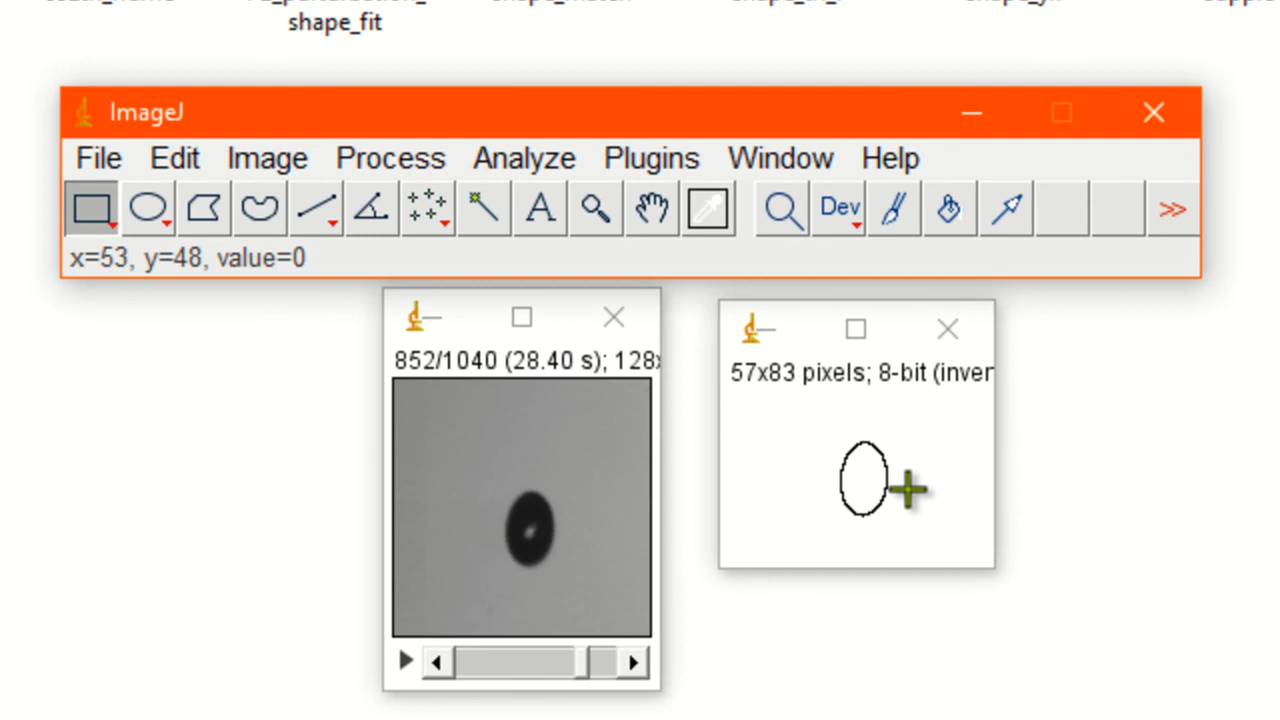 shape_fit
ImageJ
File Edit Image Process Analyze Plugins Window Help
A Dev >>
x=53, y=48, value=0
852/1040 (28.40 s); 128x
57x83 pixels; 8-bit (inver